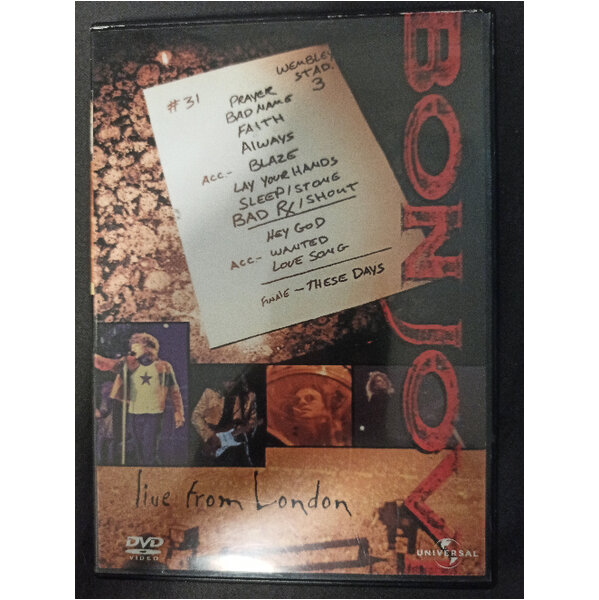 WEMBLEY
STAD.
3
#31
PRAYER
BAD NAME
FAITH
ALWAYS
ACC- BLAZE
LAY YOUR HANDS
SLEEP/STONE
BAD RX/SHOUT
HEY GOD
ACC- WANTED
LOVE SONG
FINALE - THESE DAYS
BON JOVI
live from London
DVD
VIDEO
UNIVERSAL